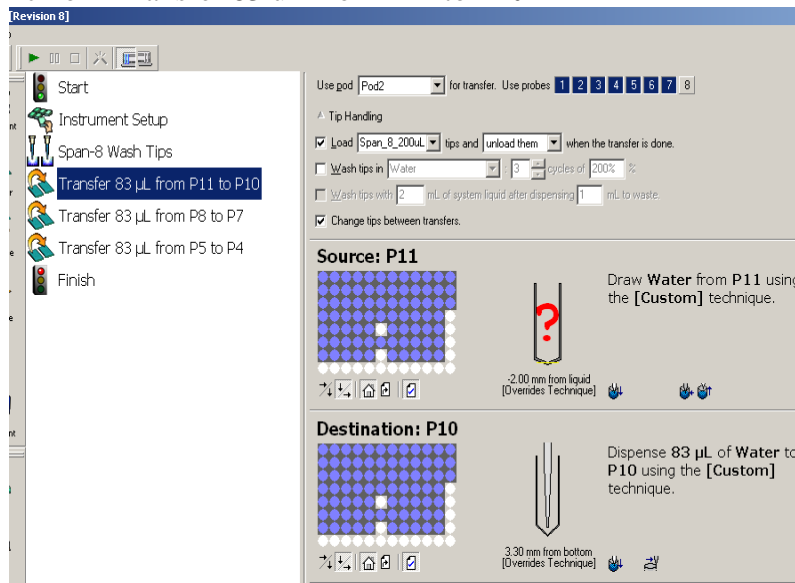 [Revision 8]
Start
Instrument Setup
Span-8 Wash Tips
Transfer 83 µL from P11 to P10
Transfer 83 µL from P8 to P7
Transfer 83 µL from P5 to P4
Finish
Use pod Pod2 for transfer. Use probes 1 2 3 4 5 6 7 8
Tip Handling
Load Span_8_200uL tips and unload them when the transfer is done.
Wash tips in Water : 3 cycles of 200% %
Wash tips with 2 mL of system liquid after dispensing 1 mL to waste.
Change tips between transfers.
Source: P11
Draw Water from P11 using
the [Custom] technique.
?
-2.00 mm from liquid
[Overrides Technique]
Destination: P10
Dispense 83 µL of Water to
P10 using the [Custom]
technique.
3.30 mm from bottom
[Overrides Technique]